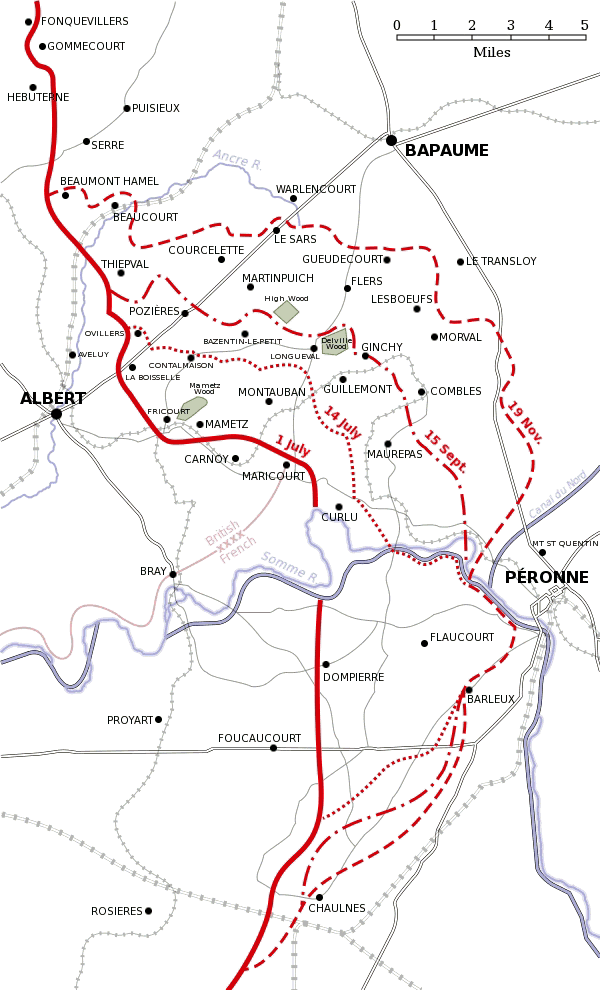 FONQUEVILLERS
0 1 2 3 4 5
Miles
GOMMECOURT
HEBUTERNE
PUISIEUX
SERRE
BAPAUME
Ancre R.
BEAUMONT HAMEL
WARLENCOURT
BEAUCOURT
LE SARS
COURCELETTE
GUEUDECOURT
LE TRANSLOY
THIEPVAL
MARTINPUICH
FLERS
High Wood
LESBOEUFS
POZIÈRES
OVILLERS
BAZENTIN-LE-PETIT
Delville
Wood
MORVAL
AVELUY
CONTALMAISON
LONGUEVAL
GINCHY
LA BOISSELLE
Mametz
Wood
GUILLEMONT
COMBLES
ALBERT
MONTAUBAN
FRICOURT
MAMETZ
14 July
19 Nov.
1 July
15 Sept.
CARNOY
MAUREPAS
MARICOURT
Canal du Nord
CURLU
British
xxxx
French
MT ST QUENTIN
Somme R.
BRAY
PÉRONNE
FLAUCOURT
DOMPIERRE
BARLEUX
PROYART
FOUCAUCOURT
ROSIERES
CHAULNES